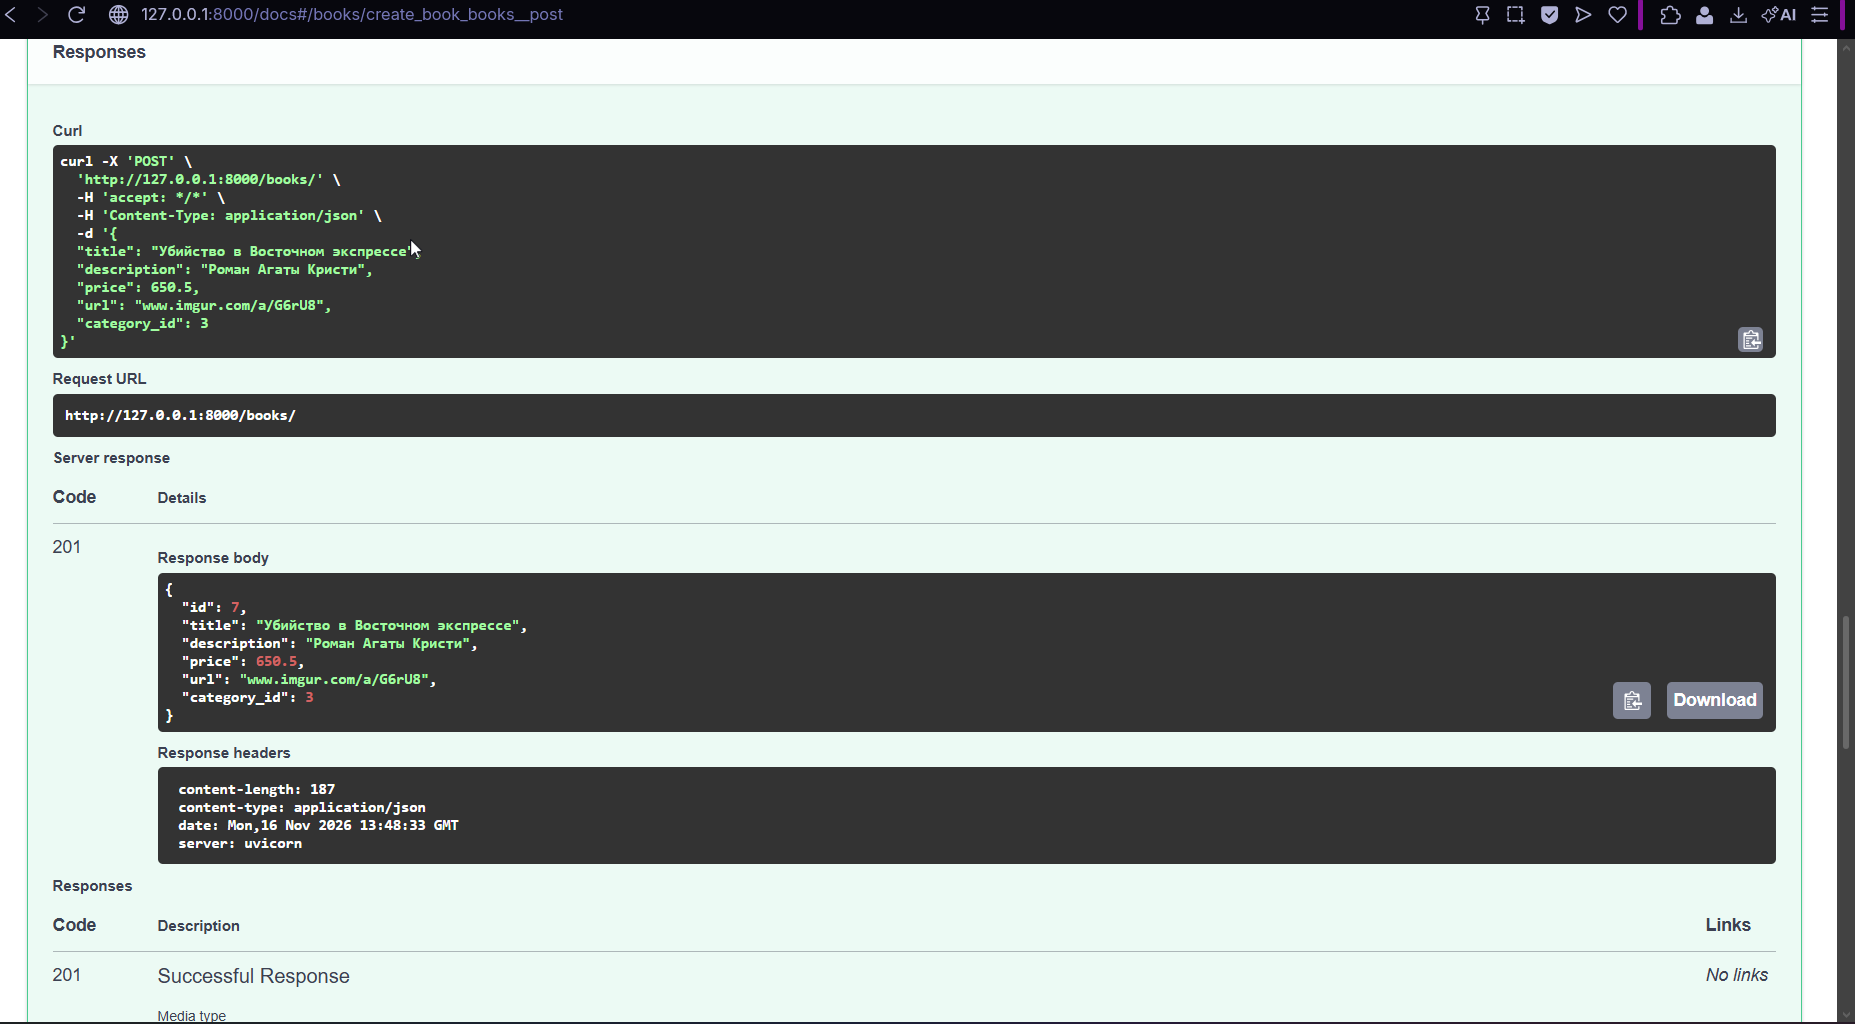 127.0.0.1:8000/docs#/books/create_book_books__post
AI
Responses
Curl
curl -X 'POST' \
'http://127.0.0.1:8000/books/' \
-H 'accept: */*' \
-H 'Content-Type: application/json' \
-d '{
"title": "Убийство в Восточном экспрессе",
"description": "Роман Агаты Кристи",
"price": 650.5,
"url": "www.imgur.com/a/G6rU8",
"category_id": 3
}'
Request URL
http://127.0.0.1:8000/books/
Server response
Code Details
201
Response body
{
"id": 7,
"title": "Убийство в Восточном экспрессе",
"description": "Роман Агаты Кристи",
"price": 650.5,
"url": "www.imgur.com/a/G6rU8",
"category_id": 3
}
Download
Response headers
content-length: 187
content-type: application/json
date: Mon,16 Nov 2026 13:48:33 GMT
server: uvicorn
Responses
Code Description Links
201 Successful Response No links
Media type